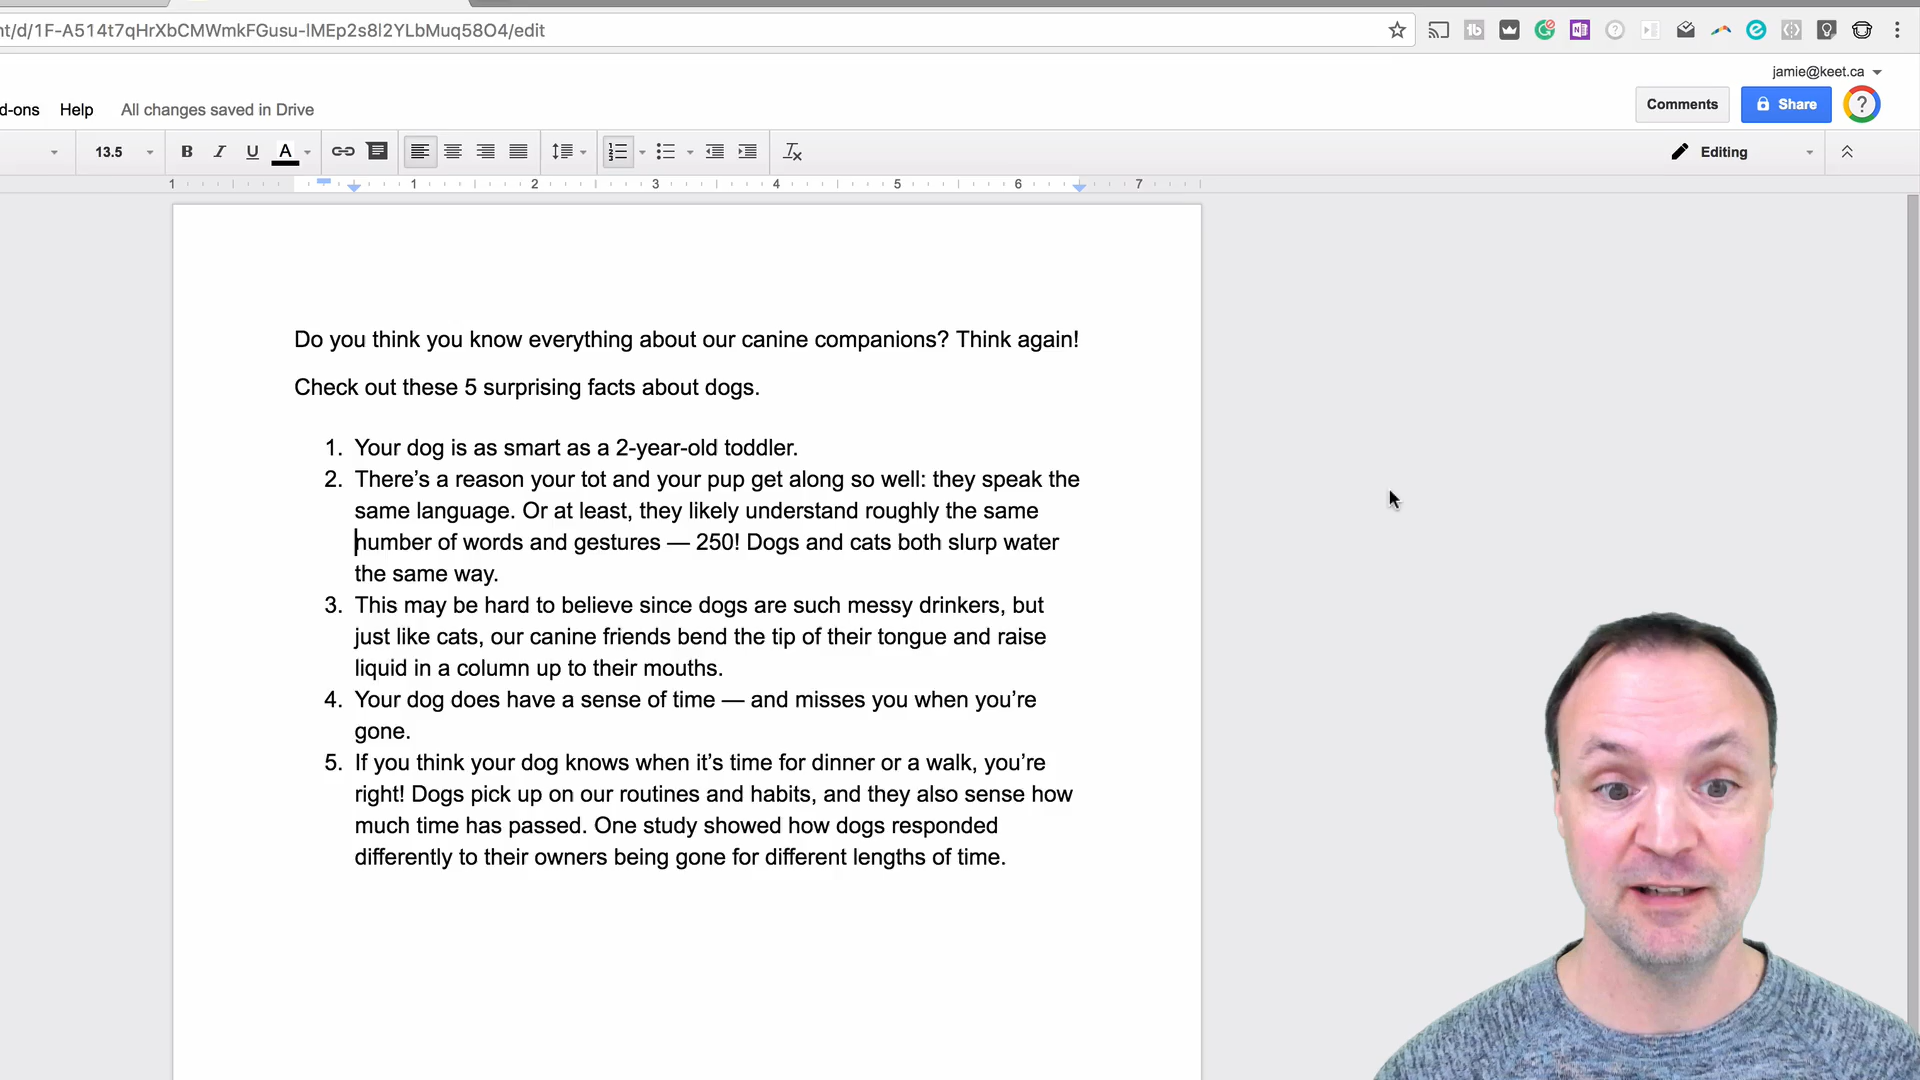 nt/d/1F-A514t7qHrXbCMWmkFGusu-lMEp2s8l2YLbMuq58O4/edit
jamie@keet.ca
d-ons Help All changes saved in Drive Comments Share ?
13.5 B I U A Editing
1 1 2 3 4 5 6 7
Do you think you know everything about our canine companions? Think again!
Check out these 5 surprising facts about dogs.
1. Your dog is as smart as a 2-year-old toddler.
2. There’s a reason your tot and your pup get along so well: they speak the
same language. Or at least, they likely understand roughly the same
number of words and gestures — 250! Dogs and cats both slurp water
the same way.
3. This may be hard to believe since dogs are such messy drinkers, but
just like cats, our canine friends bend the tip of their tongue and raise
liquid in a column up to their mouths.
4. Your dog does have a sense of time — and misses you when you’re
gone.
5. If you think your dog knows when it’s time for dinner or a walk, you’re
right! Dogs pick up on our routines and habits, and they also sense how
much time has passed. One study showed how dogs responded
differently to their owners being gone for different lengths of time.